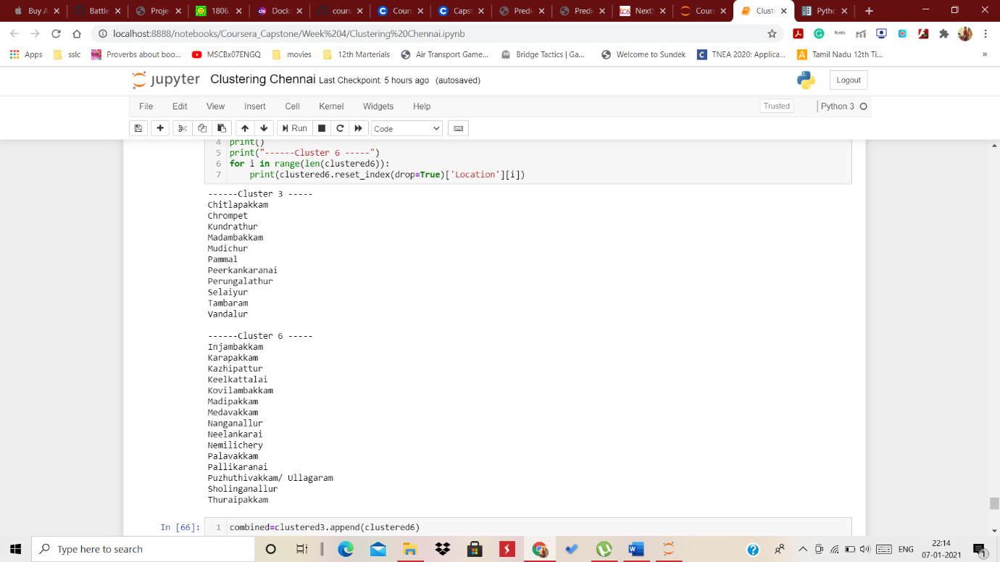 Buy A
Battle
Proje
1806.
Dock
cours
Cours
Capst
Predi
Predi
NextS
Cours
Clust
Pytho
localhost:8888/notebooks/Coursera_Capstone/Week%204/Clustering%20Chennai.ipynb
Apps sslc Proverbs about boo... MSCBx07ENGQ movies 12th Marterials Air Transport Game... Bridge Tactics | Ga... Welcome to Sundek TNEA 2020: Applica... Tamil Nadu 12th Ti... »
jupyter Clustering Chennai Last Checkpoint: 5 hours ago (autosaved) Logout
File Edit View Insert Cell Kernel Widgets Help Trusted Python 3
Run Code
4 print()
5 print("------Cluster 6 -----")
6 for i in range(len(clustered6)):
7 print(clustered6.reset_index(drop=True)['Location'][i])
------Cluster 3 -----
Chitlapakkam
Chrompet
Kundrathur
Madambakkam
Mudichur
Pammal
Peerkankaranai
Perungalathur
Selaiyur
Tambaram
Vandalur
------Cluster 6 -----
Injambakkam
Karapakkam
Kazhipattur
Keelkattalai
Kovilambakkam
Madipakkam
Medavakkam
Nanganallur
Neelankarai
Nemilichery
Palavakkam
Pallikaranai
Puzhuthivakkam/ Ullagaram
Sholinganallur
Thuraipakkam
In [66]: 1 combined=clustered3.append(clustered6)
Type here to search
ENG
22:14
07-01-2021
1